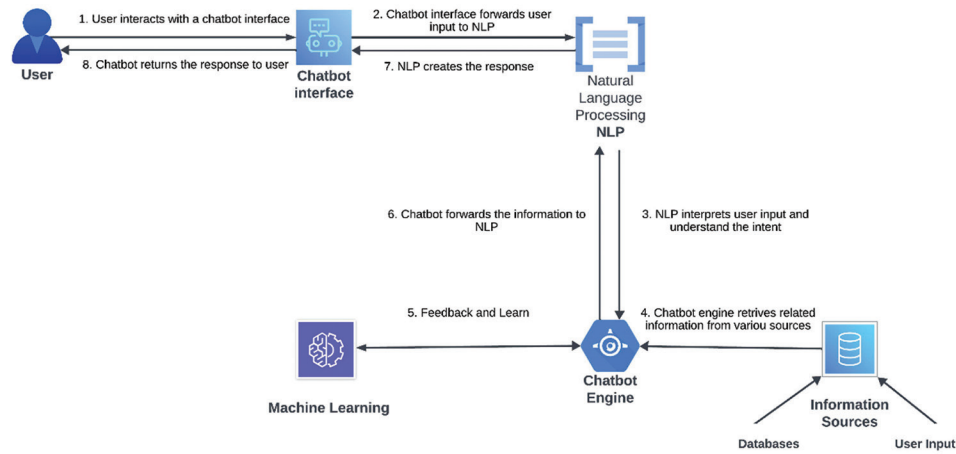 1. User interacts with a chatbot interface
8. Chatbot returns the response to user
User
Chatbot
interface
2. Chatbot interface forwards user
input to NLP
7. NLP creates the response
Natural
Language
Processing
NLP
6. Chatbot forwards the information to
NLP
3. NLP interprets user input and
understand the intent
5. Feedback and Learn
4. Chatbot engine retrives related
information from variou sources
Machine Learning
Chatbot
Engine
Information
Sources
Databases
User Input